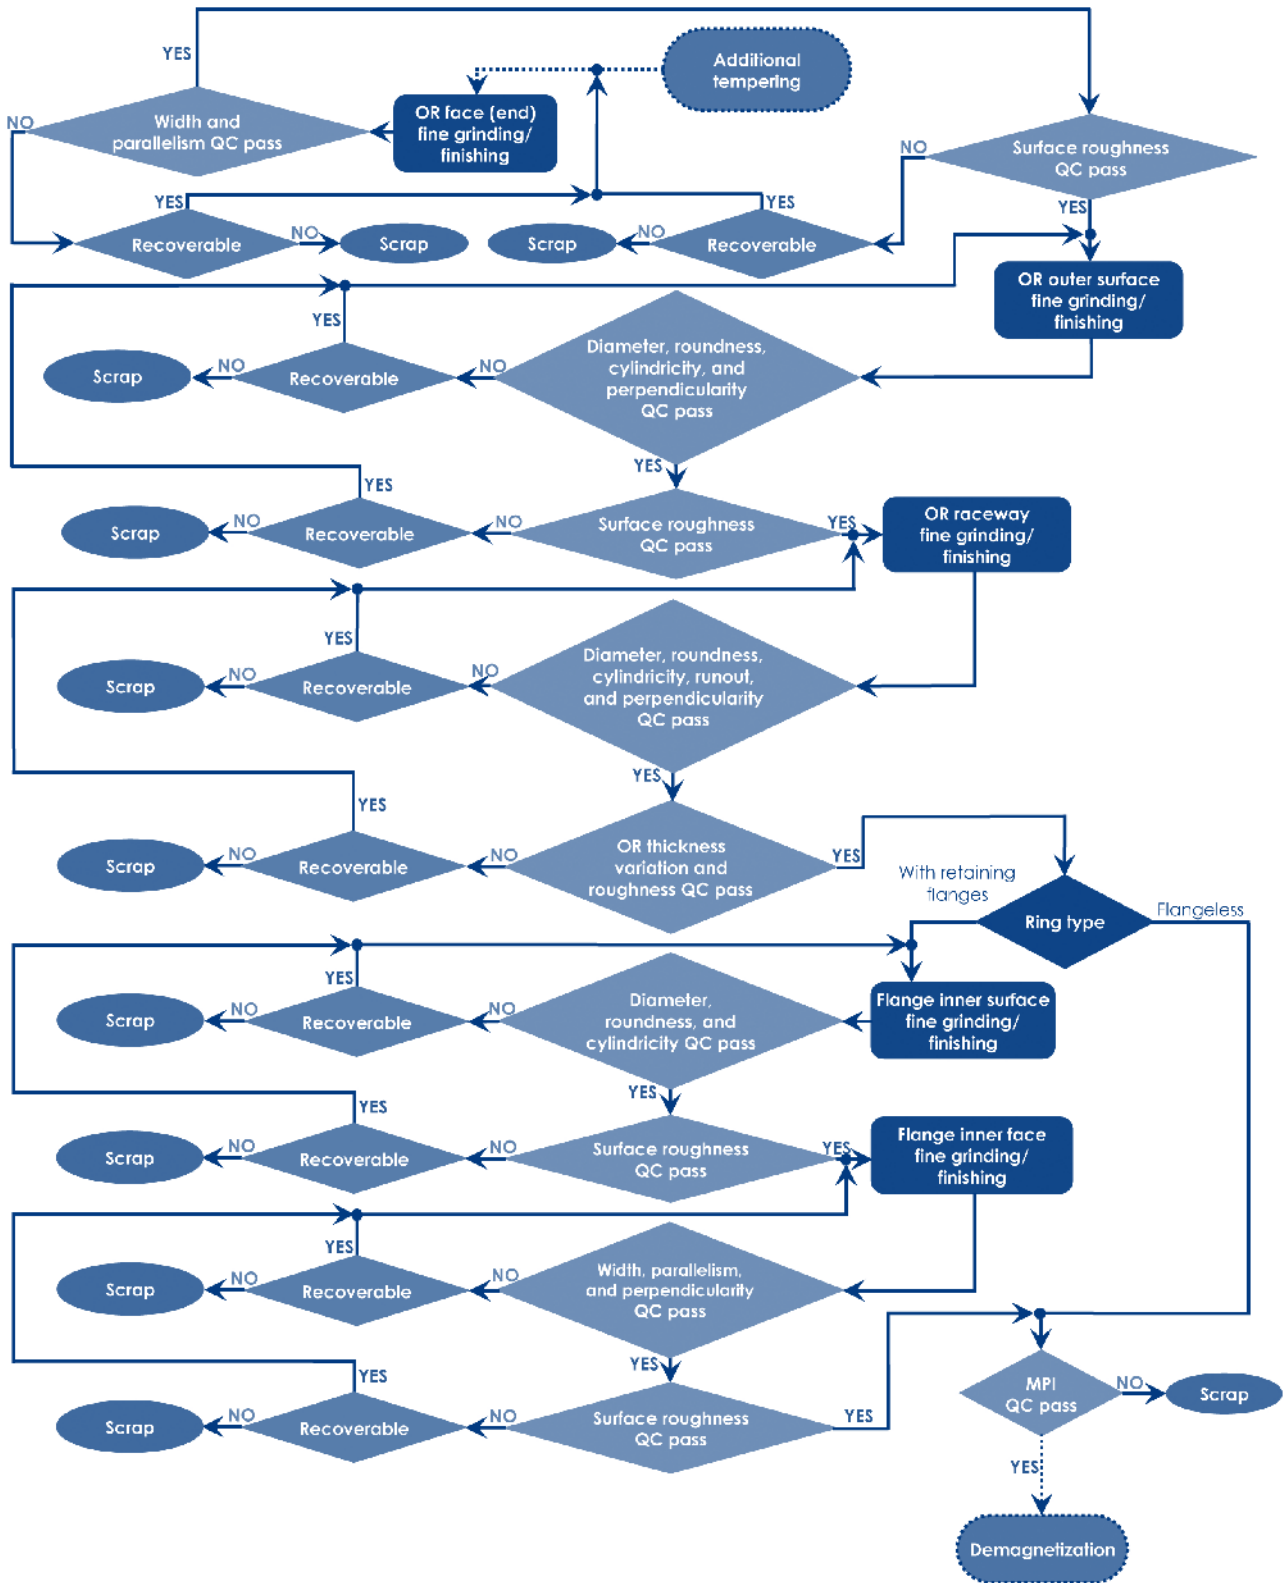 YES
Additional
tempering
OR face (end)
fine grinding/
finishing
NO
Width and
parallelism QC pass
Surface roughness
QC pass
NO
YES
YES
YES
Recoverable
NO
Scrap
Scrap
NO
Recoverable
OR outer surface
fine grinding/
finishing
YES
Diameter, roundness,
cylindricity, and
perpendicularity
QC pass
Scrap
NO
Recoverable
NO
YES
YES
Scrap
NO
Recoverable
NO
Surface roughness
QC pass
YES
OR raceway
fine grinding/
finishing
YES
Diameter, roundness,
cylindricity, runout,
and perpendicularity
QC pass
Scrap
NO
Recoverable
NO
YES
YES
Scrap
NO
Recoverable
NO
OR thickness
variation and
roughness QC pass
YES
With retaining
flanges
Ring type
Flangeless
YES
Scrap
NO
Recoverable
NO
Diameter,
roundness, and
cylindricity QC pass
Flange inner surface
fine grinding/
finishing
YES
YES
Scrap
NO
Recoverable
NO
Surface roughness
QC pass
YES
Flange inner face
fine grinding/
finishing
YES
Scrap
NO
Recoverable
NO
Width, parallelism,
and perpendicularity
QC pass
YES
YES
Scrap
NO
Recoverable
NO
Surface roughness
QC pass
YES
MPI
QC pass
NO
Scrap
YES
Demagnetization